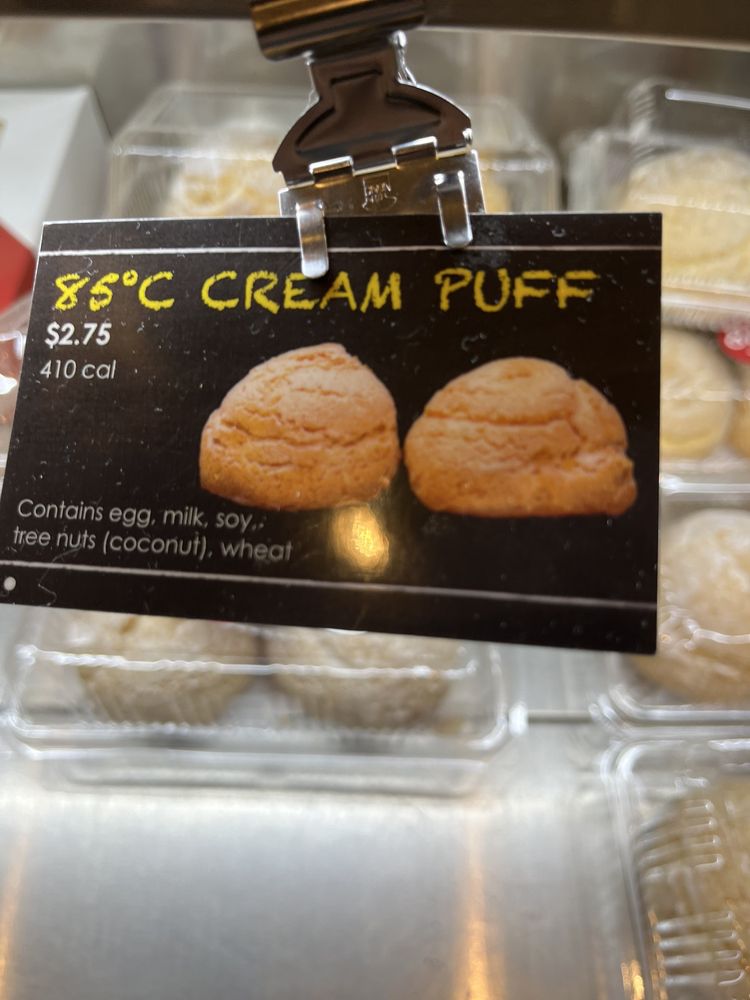 85°C CREAM PUFF
$2.75
410 cal
Contains egg, milk, soy,
tree nuts (coconut), wheat